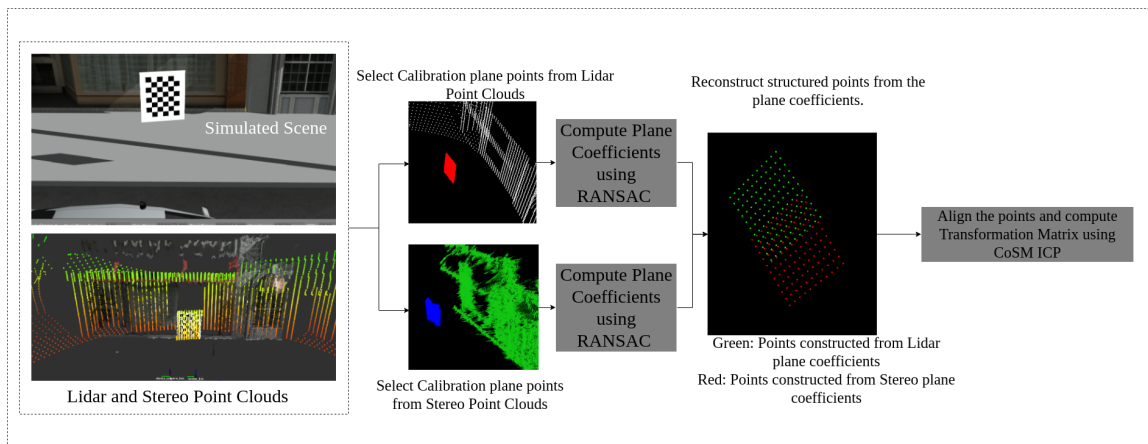 Simulated Scene
Lidar and Stereo Point Clouds
Select Calibration plane points from Lidar
Point Clouds
Compute Plane
Coefficients
using
RANSAC
Select Calibration plane points
from Stereo Point Clouds
Compute Plane
Coefficients
using
RANSAC
Reconstruct structured points from the
plane coefficients.
Green: Points constructed from Lidar
plane coefficients
Red: Points constructed from Stereo plane
coefficients
Align the points and compute
Transformation Matrix using
CoSM ICP